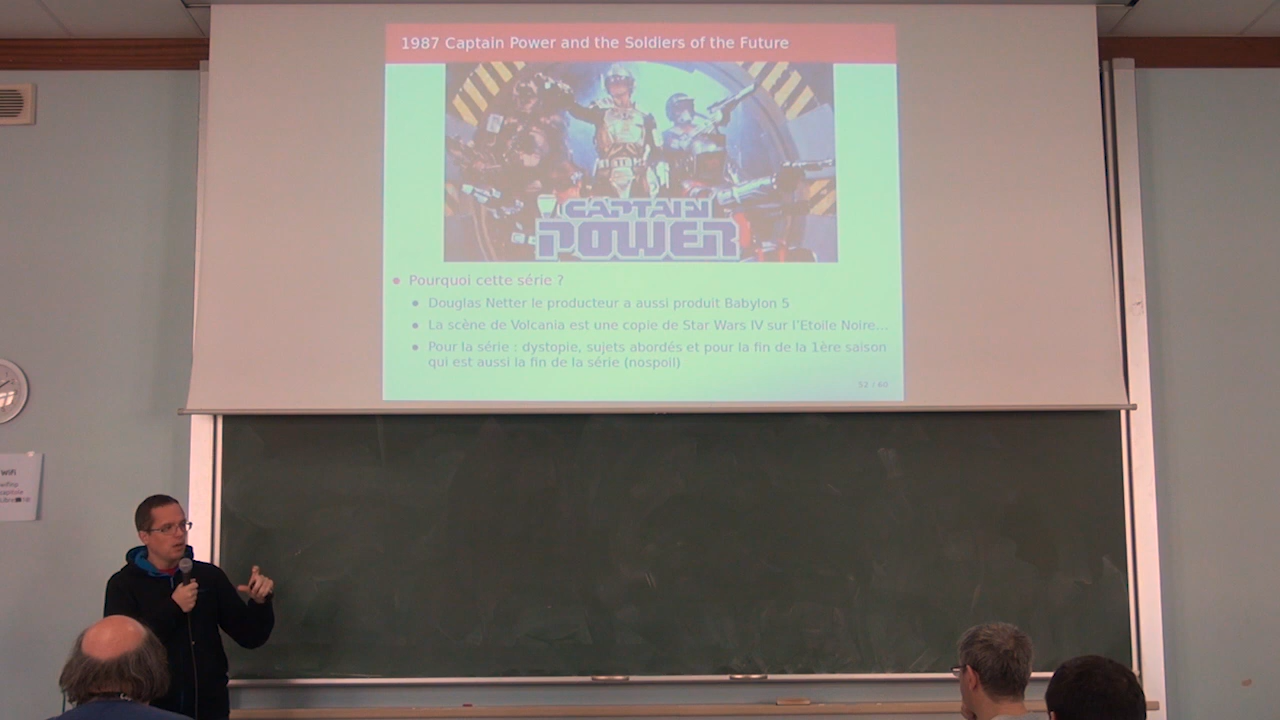 1987 Captain Power and the Soldiers of the Future
CAPTAIN
POWER
Pourquoi cette série ?
Douglas Netter le producteur a aussi produit Babylon 5
La scène de Volcania est une copie de Star Wars IV sur l'Etoile Noire...
Pour la série : dystopie, sujets abordés et pour la fin de la 1ère saison
qui est aussi la fin de la série (nospoil)
52 / 60
WiFi